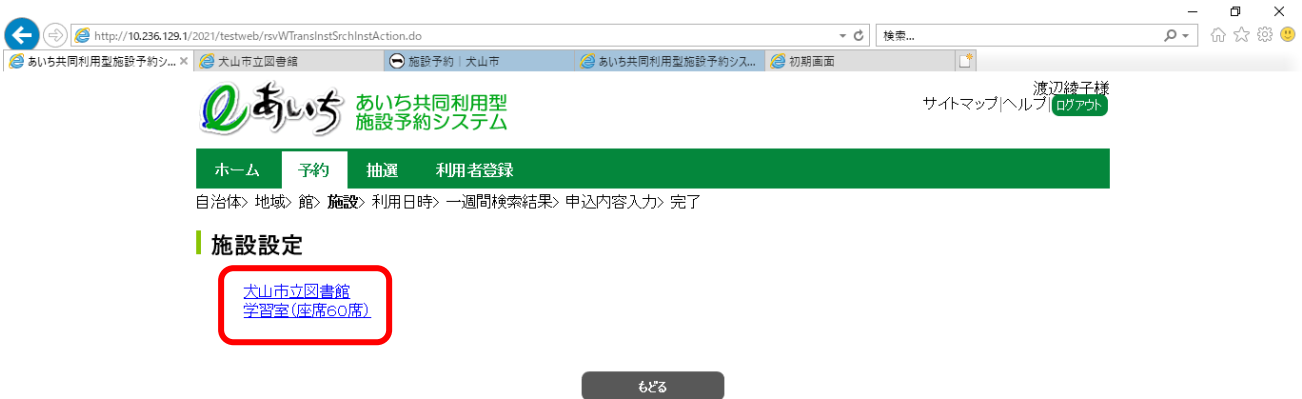 http://10.236.129.1/2021/testweb/rsvWTransInstSrchInstAction.do
検索...
あいち共同利用型施設予約シ...
犬山市立図書館
施設予約｜犬山市
あいち共同利用型施設予約シス...
初期画面
あいち
あいち共同利用型
施設予約システム
渡辺綾子様
サイトマップ|ヘルプ|ログアウト
ホーム 予約 抽選 利用者登録
自治体> 地域> 館> 施設> 利用日時> 一週間検索結果> 申込内容入力> 完了
施設設定
犬山市立図書館
学習室(座席60席)
もどる